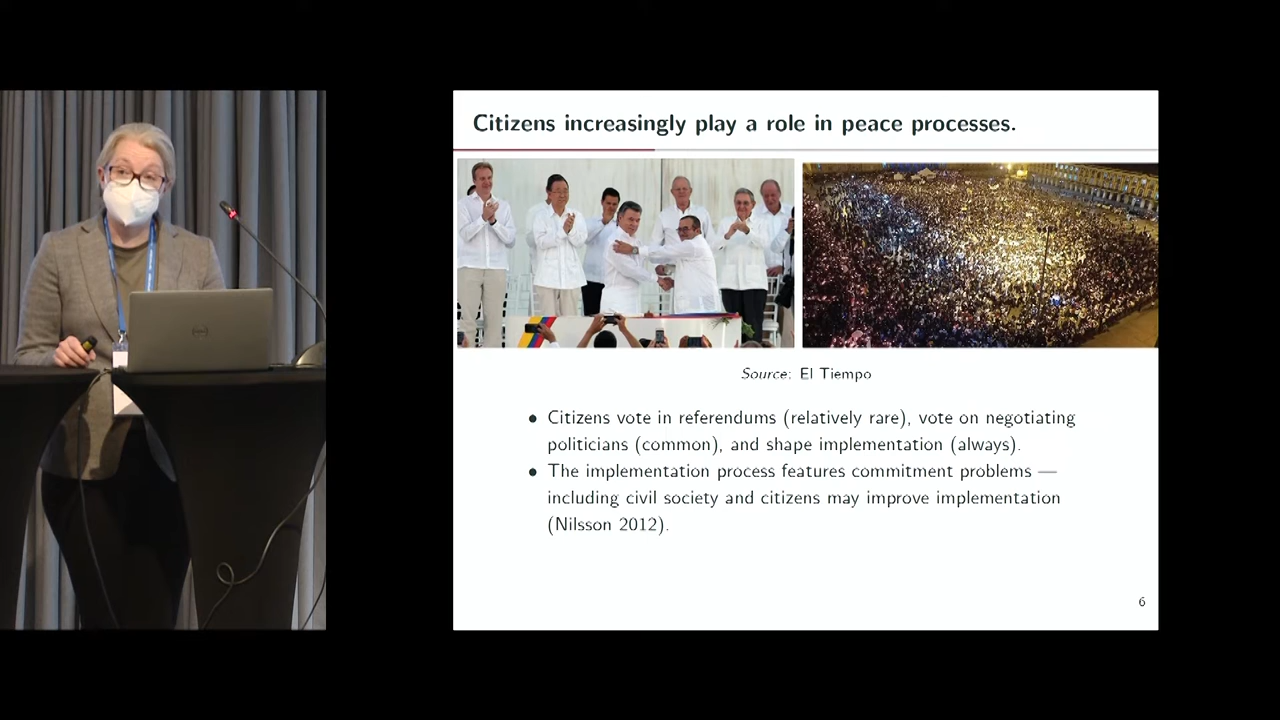 Citizens increasingly play a role in peace processes.
Source: El Tiempo
• Citizens vote in referendums (relatively rare), vote on negotiating
politicians (common), and shape implementation (always).
• The implementation process features commitment problems —
including civil society and citizens may improve implementation
(Nilsson 2012).
6